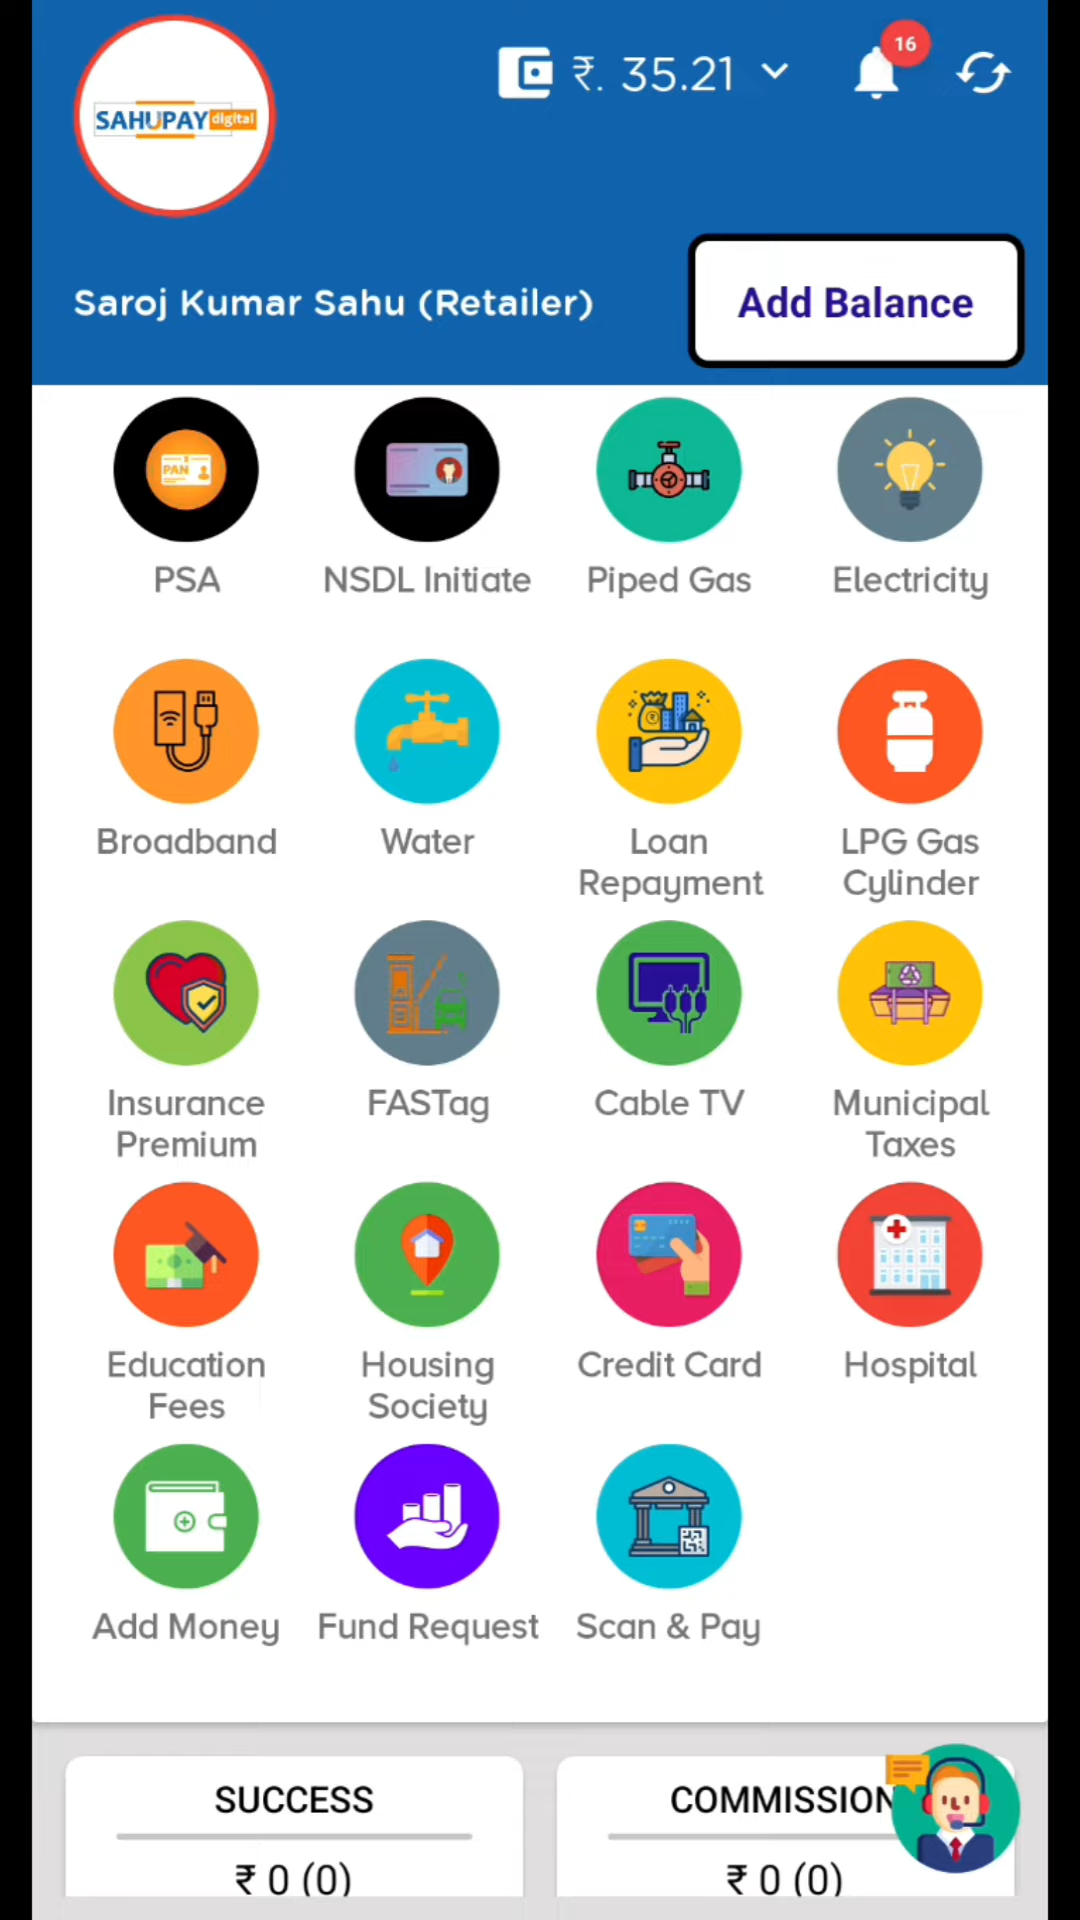 SAHUPAY digital
₹. 35.21
16
Saroj Kumar Sahu (Retailer)
Add Balance
PAN
PSA
NSDL Initiate
Piped Gas
Electricity
Broadband
Water
Loan
Repayment
LPG Gas
Cylinder
Insurance
Premium
FASTag
Cable TV
Municipal
Taxes
Education
Fees
Housing
Society
Credit Card
Hospital
Add Money
Fund Request
Scan & Pay
SUCCESS
COMMISSION
₹ 0 (0)
₹ 0 (0)